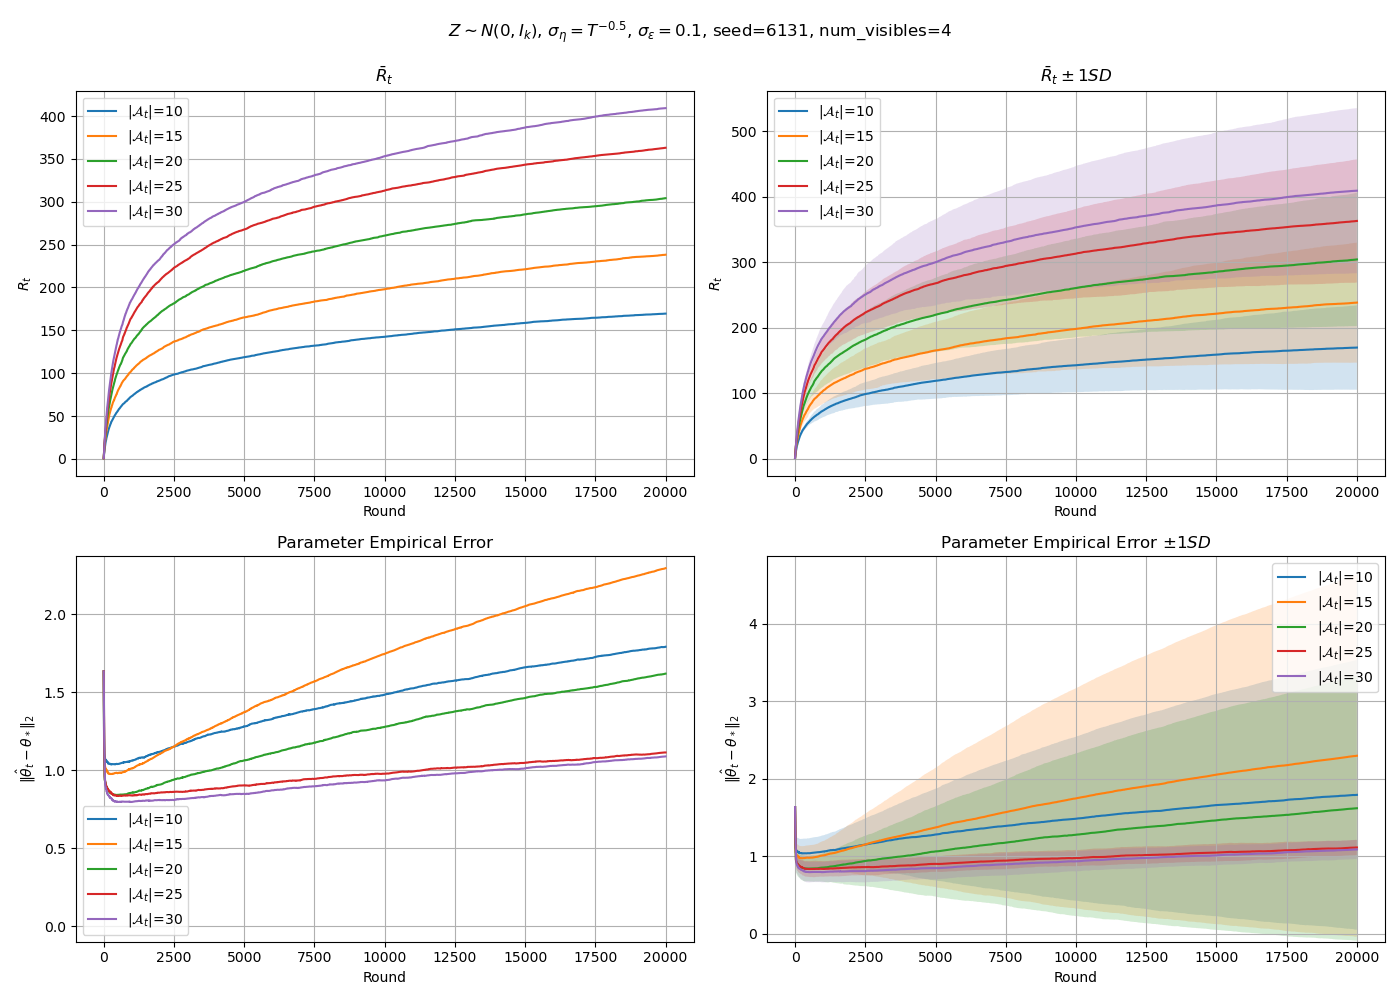 Z ∼ N(0, I_k), σ_η = T^{−0.5}, σ_ε = 0.1, seed=6131, num_visibles=4
R̄_t
R_t
400
350
300
250
200
150
100
50
0
|𝒜_t|=10
|𝒜_t|=15
|𝒜_t|=20
|𝒜_t|=25
|𝒜_t|=30
0 2500 5000 7500 10000 12500 15000 17500 20000
Round
R̄_t ± 1SD
R_t
500
400
300
200
100
0
|𝒜_t|=10
|𝒜_t|=15
|𝒜_t|=20
|𝒜_t|=25
|𝒜_t|=30
0 2500 5000 7500 10000 12500 15000 17500 20000
Round
Parameter Empirical Error
‖θ̂_t − θ_*‖_2
2.0
1.5
1.0
0.5
0.0
|𝒜_t|=10
|𝒜_t|=15
|𝒜_t|=20
|𝒜_t|=25
|𝒜_t|=30
0 2500 5000 7500 10000 12500 15000 17500 20000
Round
Parameter Empirical Error ±1SD
‖θ̂_t − θ_*‖_2
4
3
2
1
0
|𝒜_t|=10
|𝒜_t|=15
|𝒜_t|=20
|𝒜_t|=25
|𝒜_t|=30
0 2500 5000 7500 10000 12500 15000 17500 20000
Round